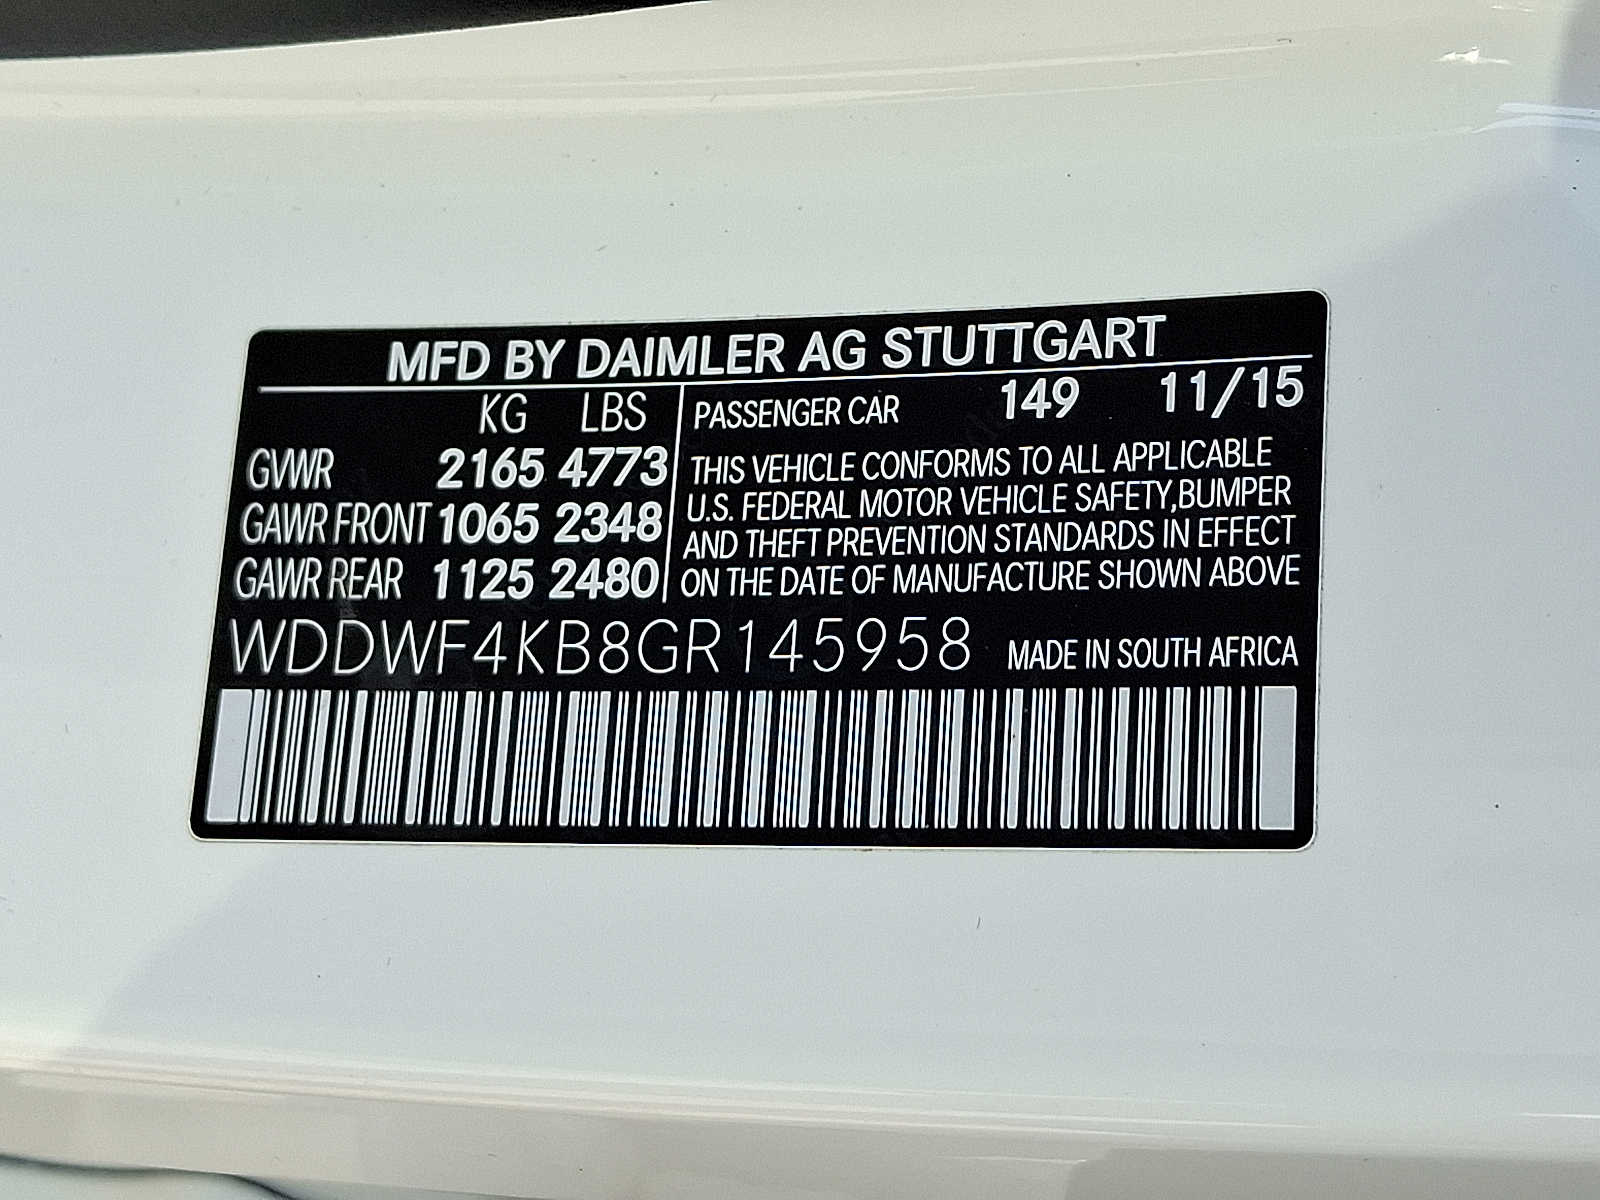 MFD BY DAIMLER AG STUTTGART
KG LBS
GVWR 2165 4773
GAWR FRONT 1065 2348
GAWR REAR 1125 2480
PASSENGER CAR 149 11/15
THIS VEHICLE CONFORMS TO ALL APPLICABLE
U.S. FEDERAL MOTOR VEHICLE SAFETY,BUMPER
AND THEFT PREVENTION STANDARDS IN EFFECT
ON THE DATE OF MANUFACTURE SHOWN ABOVE
WDDWF4KB8GR145958 MADE IN SOUTH AFRICA